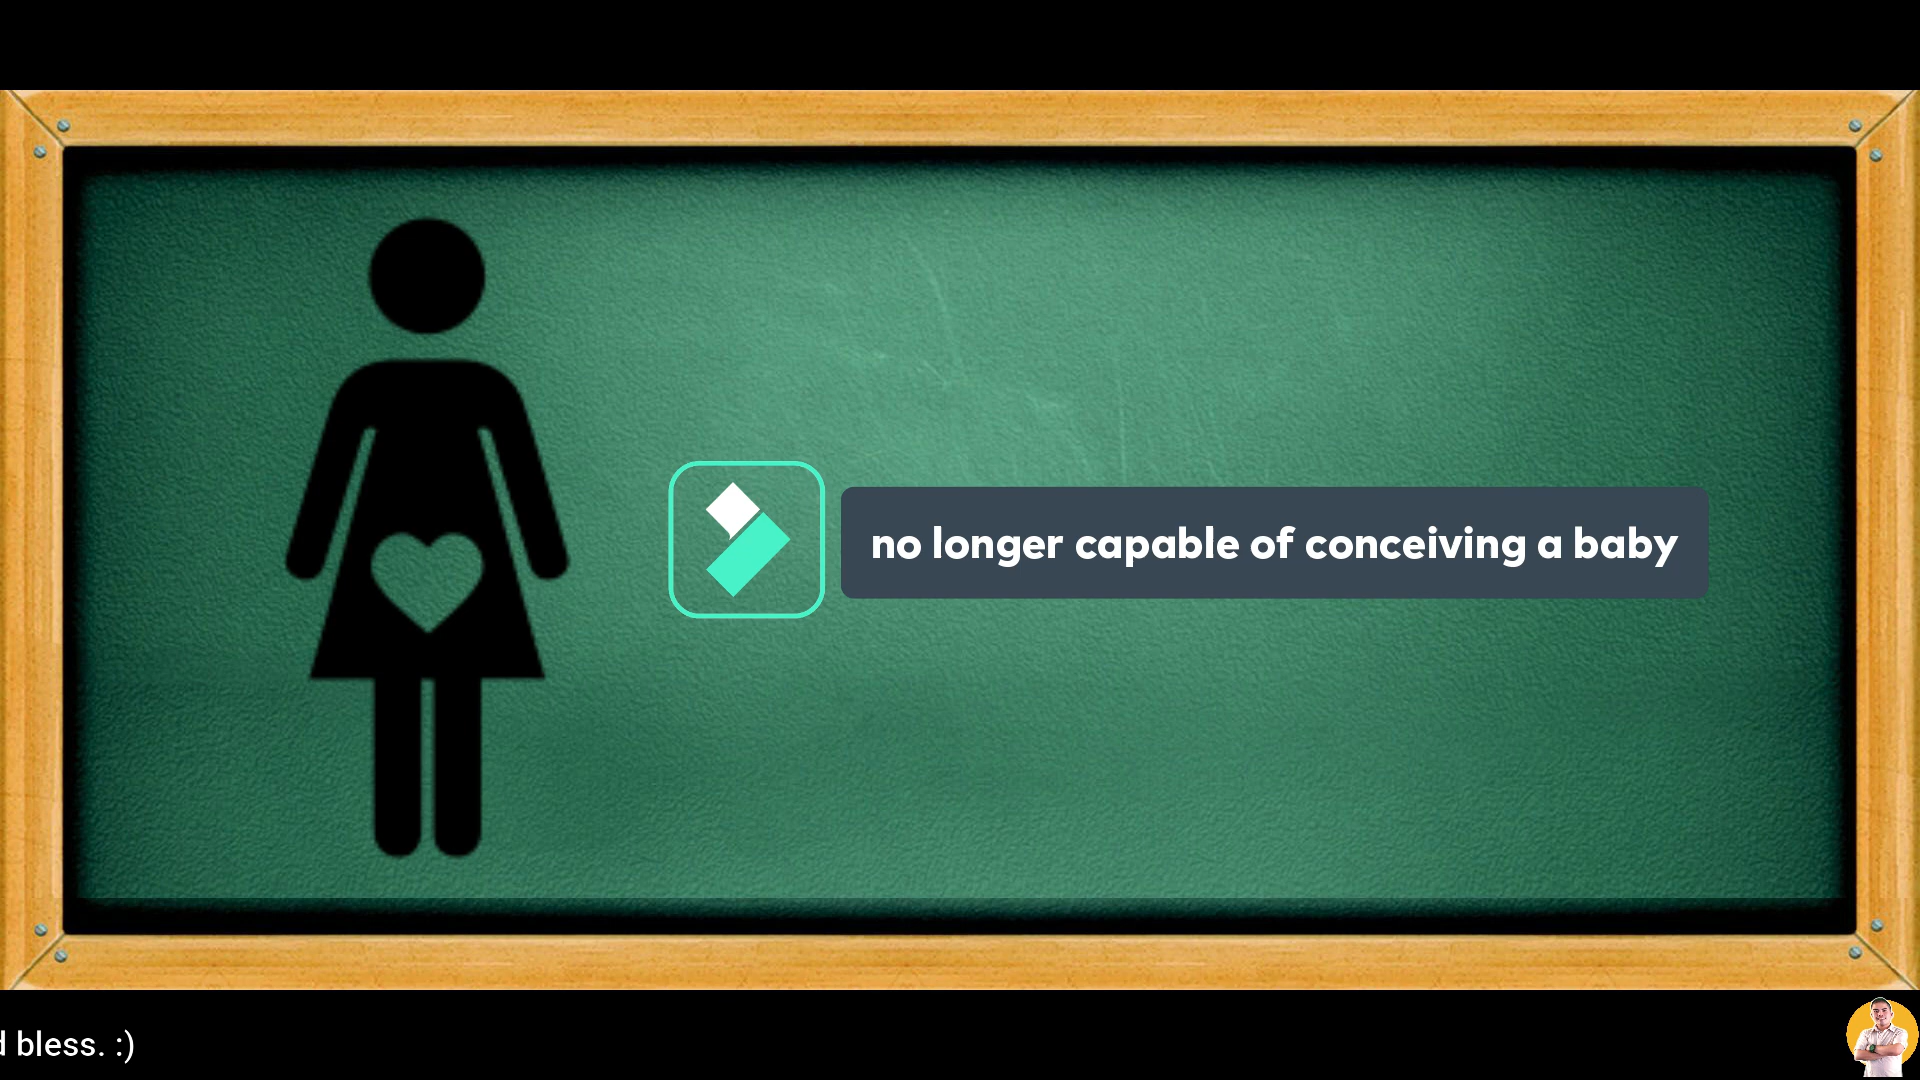 no longer capable of conceiving a baby
bless. :)